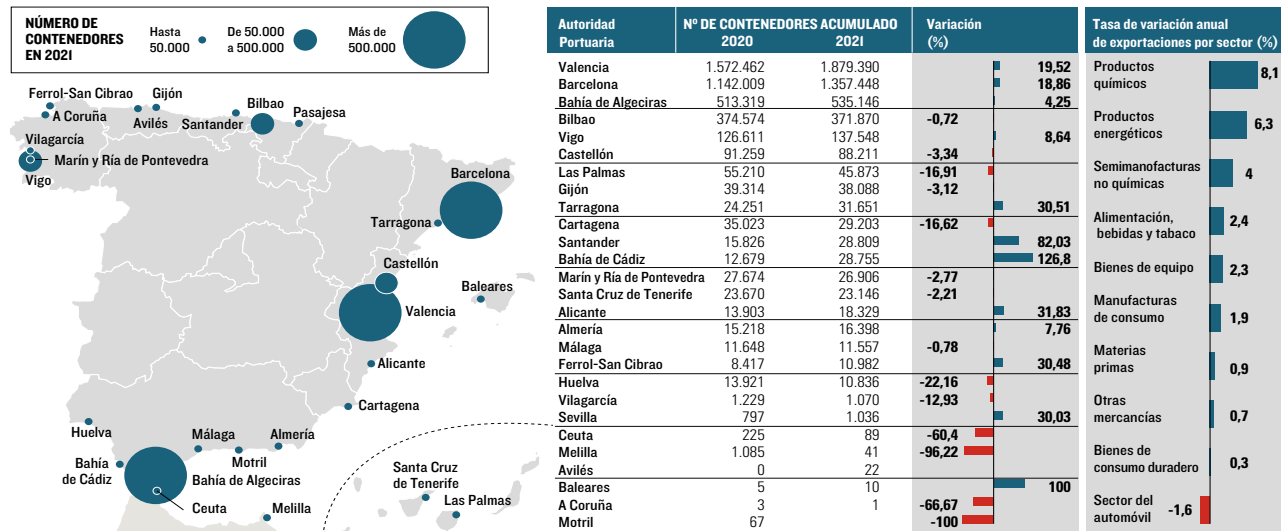 NÚMERO DE
CONTENEDORES
EN 2021
Hasta
50.000
De 50.000
a 500.000
Más de
500.000
Ferrol-San Cibrao
Gijón
A Coruña
Avilés
Santander
Bilbao
Pasajesa
Vilagarcía
Marín y Ría de Pontevedra
Vigo
Barcelona
Tarragona
Castellón
Baleares
Valencia
Alicante
Cartagena
Huelva
Málaga
Almería
Motril
Bahía
de Cádiz
Bahía de Algeciras
Ceuta
Melilla
Santa Cruz
de Tenerife
Las Palmas
Autoridad
Portuaria
Nº DE CONTENEDORES ACUMULADO
2020 2021
Variación
(%)
Valencia 1.572.462 1.879.390 19,52
Barcelona 1.142.009 1.357.448 18,86
Bahía de Algeciras 513.319 535.146 4,25
Bilbao 374.574 371.870 -0,72
Vigo 126.611 137.548 8,64
Castellón 91.259 88.211 -3,34
Las Palmas 55.210 45.873 -16,91
Gijón 39.314 38.088 -3,12
Tarragona 24.251 31.651 30,51
Cartagena 35.023 29.203 -16,62
Santander 15.826 28.809 82,03
Bahía de Cádiz 12.679 28.755 126,8
Marín y Ría de Pontevedra 27.674 26.906 -2,77
Santa Cruz de Tenerife 23.670 23.146 -2,21
Alicante 13.903 18.329 31,83
Almería 15.218 16.398 7,76
Málaga 11.648 11.557 -0,78
Ferrol-San Cibrao 8.417 10.982 30,48
Huelva 13.921 10.836 -22,16
Vilagarcía 1.229 1.070 -12,93
Sevilla 797 1.036 30,03
Ceuta 225 89 -60,4
Melilla 1.085 41 -96,22
Avilés 0 22
Baleares 5 10 100
A Coruña 3 1 -66,67
Motril 67 -100
Tasa de variación anual
de exportaciones por sector (%)
Productos
químicos
8,1
Productos
energéticos
6,3
Semimanofacturas
no químicas
4
Alimentación,
bebidas y tabaco
2,4
Bienes de equipo
2,3
Manufacturas
de consumo
1,9
Materias
primas
0,9
Otras
mercancías
0,7
Bienes
de consumo duradero
0,3
Sector del
automóvil
-1,6